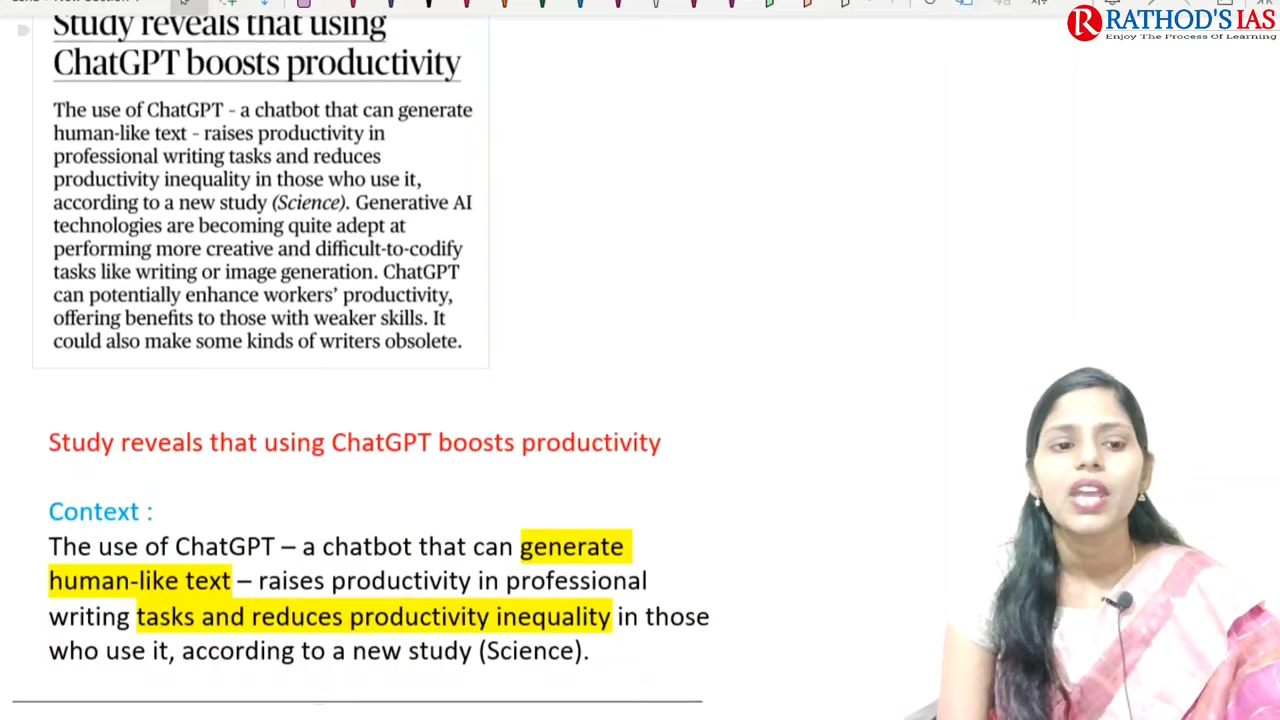 RATHOD'S IAS
Enjoy The Process Of Learning
Study reveals that using
ChatGPT boosts productivity
The use of ChatGPT - a chatbot that can generate
human-like text - raises productivity in
professional writing tasks and reduces
productivity inequality in those who use it,
according to a new study (Science). Generative AI
technologies are becoming quite adept at
performing more creative and difficult-to-codify
tasks like writing or image generation. ChatGPT
can potentially enhance workers' productivity,
offering benefits to those with weaker skills. It
could also make some kinds of writers obsolete.
Study reveals that using ChatGPT boosts productivity
Context :
The use of ChatGPT – a chatbot that can generate
human-like text – raises productivity in professional
writing tasks and reduces productivity inequality in those
who use it, according to a new study (Science).